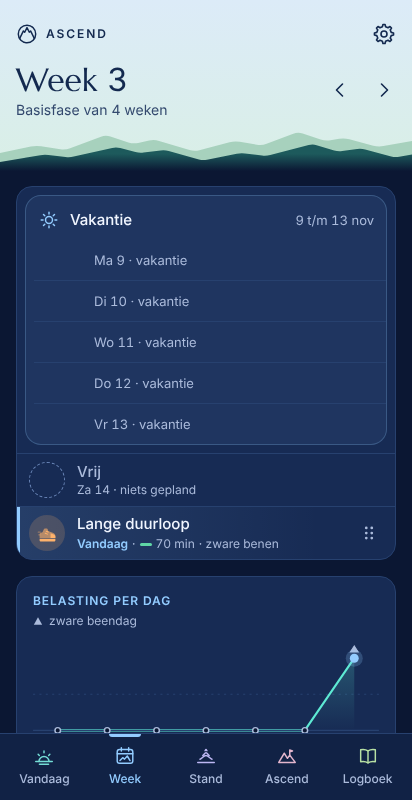 ASCEND
Week 3
Basisfase van 4 weken
Vakantie 9 t/m 13 nov
Ma 9 · vakantie
Di 10 · vakantie
Wo 11 · vakantie
Do 12 · vakantie
Vr 13 · vakantie
Vrij
Za 14 · niets gepland
Lange duurloop
Vandaag · 70 min · zware benen
BELASTING PER DAG
▲ zware beendag
Vandaag Week Stand Ascend Logboek